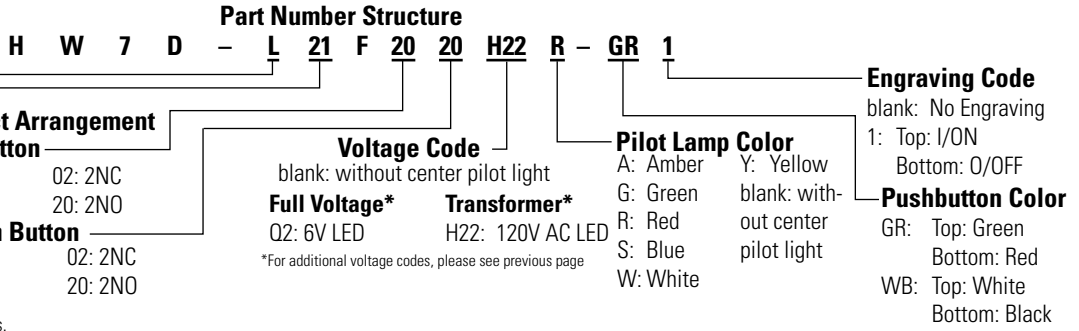 Part Number Structure
H W 7 D – L 21 F 20 20 H22 R – GR 1
Engraving Code
blank: No Engraving
1: Top: I/ON
Bottom: O/OFF
Pushbutton Color
GR: Top: Green
Bottom: Red
WB: Top: White
Bottom: Black
Pilot Lamp Color
A: Amber
G: Green
R: Red
S: Blue
W: White
Y: Yellow
blank: with-
out center
pilot light
Voltage Code
blank: without center pilot light
Full Voltage* Transformer*
Q2: 6V LED H22: 120V AC LED
*For additional voltage codes, please see previous page
Arrangement
02: 2NC
20: 2NO
Button
02: 2NC
20: 2NO
s.